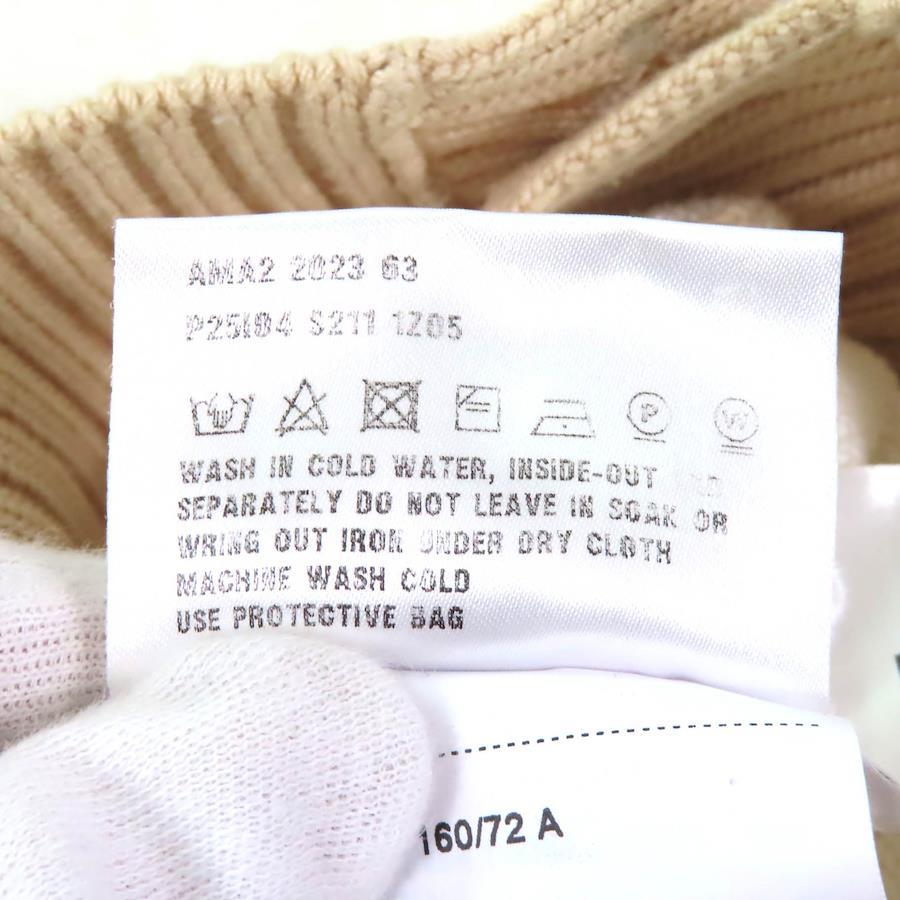 AMA2 2023 63
P25I84 S211 1Z05
P W
WASH IN COLD WATER, INSIDE-OUT
SEPARATELY DO NOT LEAVE IN SOAK OR
WRING OUT IRON UNDER DRY CLOTH
MACHINE WASH COLD
USE PROTECTIVE BAG
160/72 A